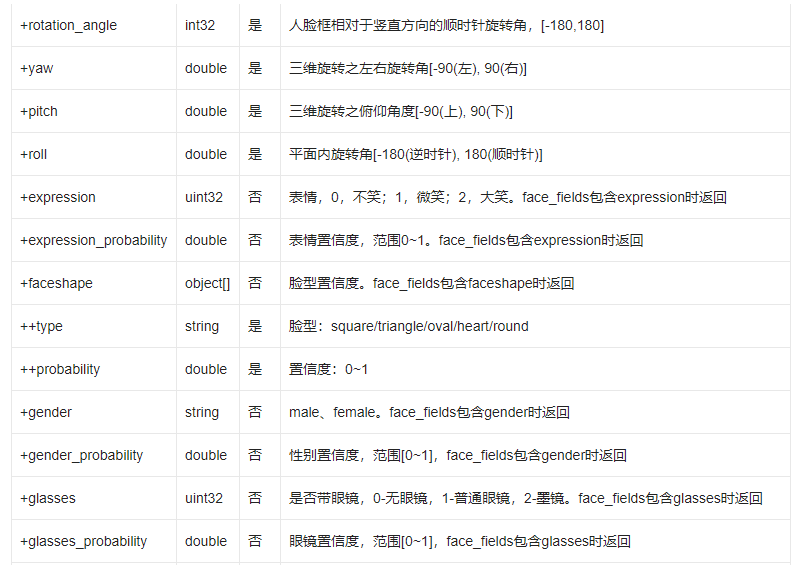 +rotation_angle int32 是 人脸框相对于竖直方向的顺时针旋转角，[-180,180]
+yaw double 是 三维旋转之左右旋转角[-90(左), 90(右)]
+pitch double 是 三维旋转之俯仰角度[-90(上), 90(下)]
+roll double 是 平面内旋转角[-180(逆时针), 180(顺时针)]
+expression uint32 否 表情，0，不笑；1，微笑；2，大笑。face_fields包含expression时返回
+expression_probability double 否 表情置信度，范围0~1。face_fields包含expression时返回
+faceshape object[] 否 脸型置信度。face_fields包含faceshape时返回
++type string 是 脸型：square/triangle/oval/heart/round
++probability double 是 置信度：0~1
+gender string 否 male、female。face_fields包含gender时返回
+gender_probability double 否 性别置信度，范围[0~1]，face_fields包含gender时返回
+glasses uint32 否 是否带眼镜，0-无眼镜，1-普通眼镜，2-墨镜。face_fields包含glasses时返回
+glasses_probability double 否 眼镜置信度，范围[0~1]，face_fields包含glasses时返回